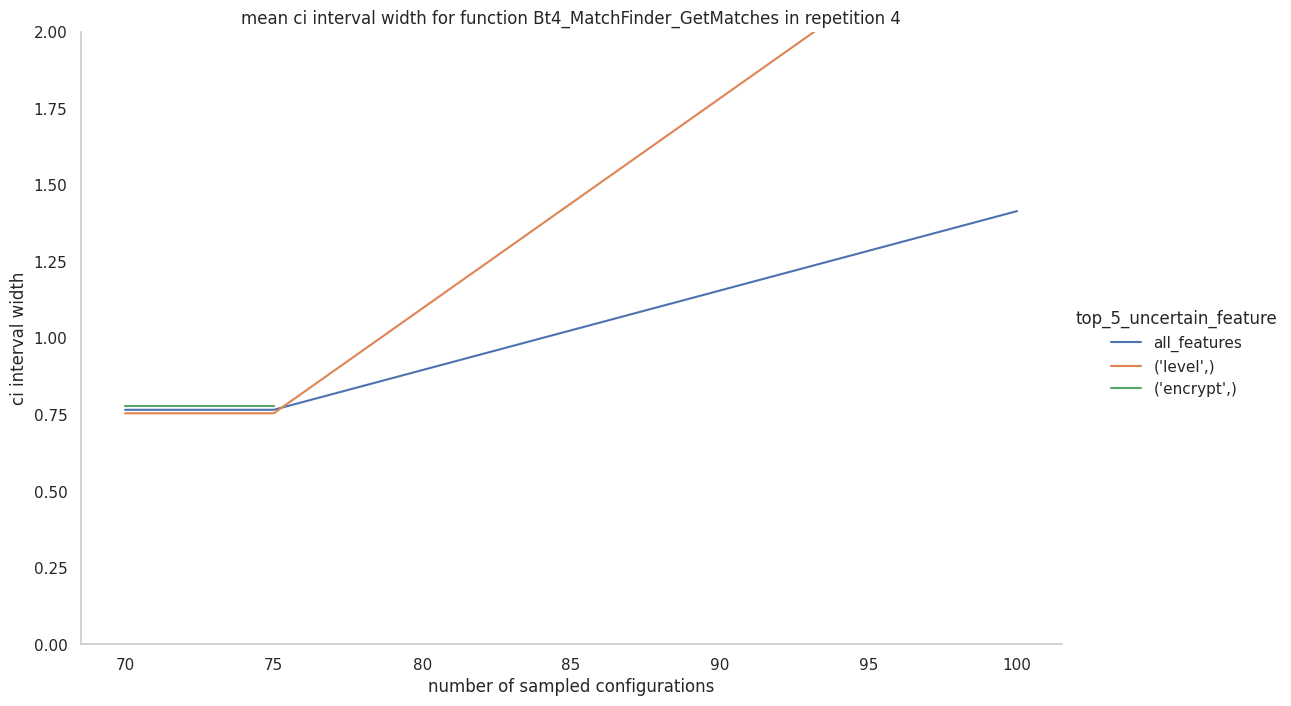 mean ci interval width for function Bt4_MatchFinder_GetMatches in repetition 4
2.00
1.75
1.50
1.25
1.00
0.75
0.50
0.25
0.00
ci interval width
70 75 80 85 90 95 100
number of sampled configurations
top_5_uncertain_feature
all_features
('level',)
('encrypt',)